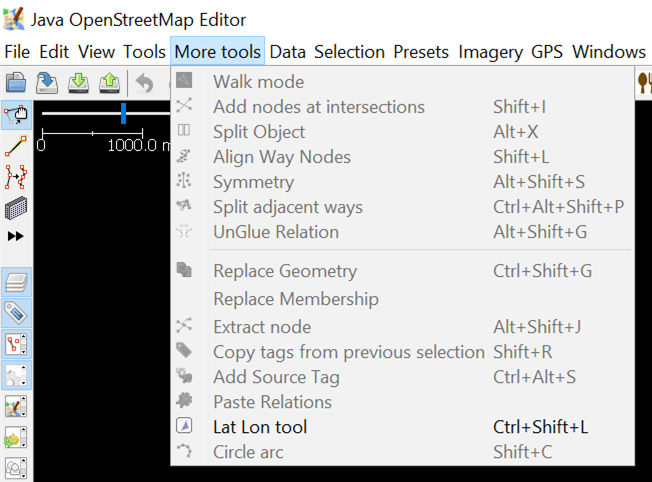 Java OpenStreetMap Editor
File Edit View Tools More tools Data Selection Presets Imagery GPS Windows
Walk mode
Add nodes at intersections Shift+I
Split Object Alt+X
Align Way Nodes Shift+L
Symmetry Alt+Shift+S
Split adjacent ways Ctrl+Alt+Shift+P
UnGlue Relation Alt+Shift+G
Replace Geometry Ctrl+Shift+G
Replace Membership
Extract node Alt+Shift+J
Copy tags from previous selection Shift+R
Add Source Tag Ctrl+Alt+S
Paste Relations
Lat Lon tool Ctrl+Shift+L
Circle arc Shift+C
0 1000.0 m